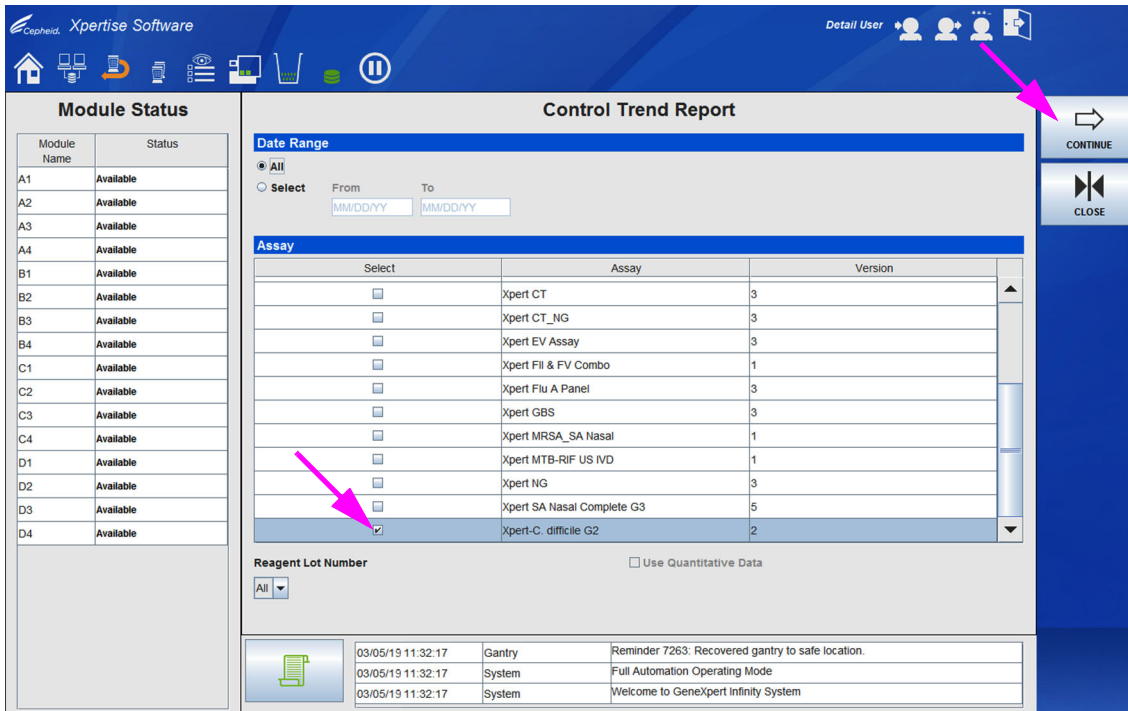 Cepheid. Xpertise Software
Detail User
Module Status
Module Name Status
A1 Available
A2 Available
A3 Available
A4 Available
B1 Available
B2 Available
B3 Available
B4 Available
C1 Available
C2 Available
C3 Available
C4 Available
D1 Available
D2 Available
D3 Available
D4 Available
Control Trend Report
Date Range
All
Select From To
MM/DD/YY MM/DD/YY
Assay
Select Assay Version
Xpert CT 3
Xpert CT_NG 3
Xpert EV Assay 3
Xpert FII & FV Combo 1
Xpert Flu A Panel 3
Xpert GBS 3
Xpert MRSA_SA Nasal 1
Xpert MTB-RIF US IVD 1
Xpert NG 3
Xpert SA Nasal Complete G3 5
Xpert-C. difficile G2 2
Reagent Lot Number Use Quantitative Data
All
03/05/19 11:32:17 Gantry Reminder 7263: Recovered gantry to safe location.
03/05/19 11:32:17 System Full Automation Operating Mode
03/05/19 11:32:17 System Welcome to GeneXpert Infinity System
CONTINUE
CLOSE